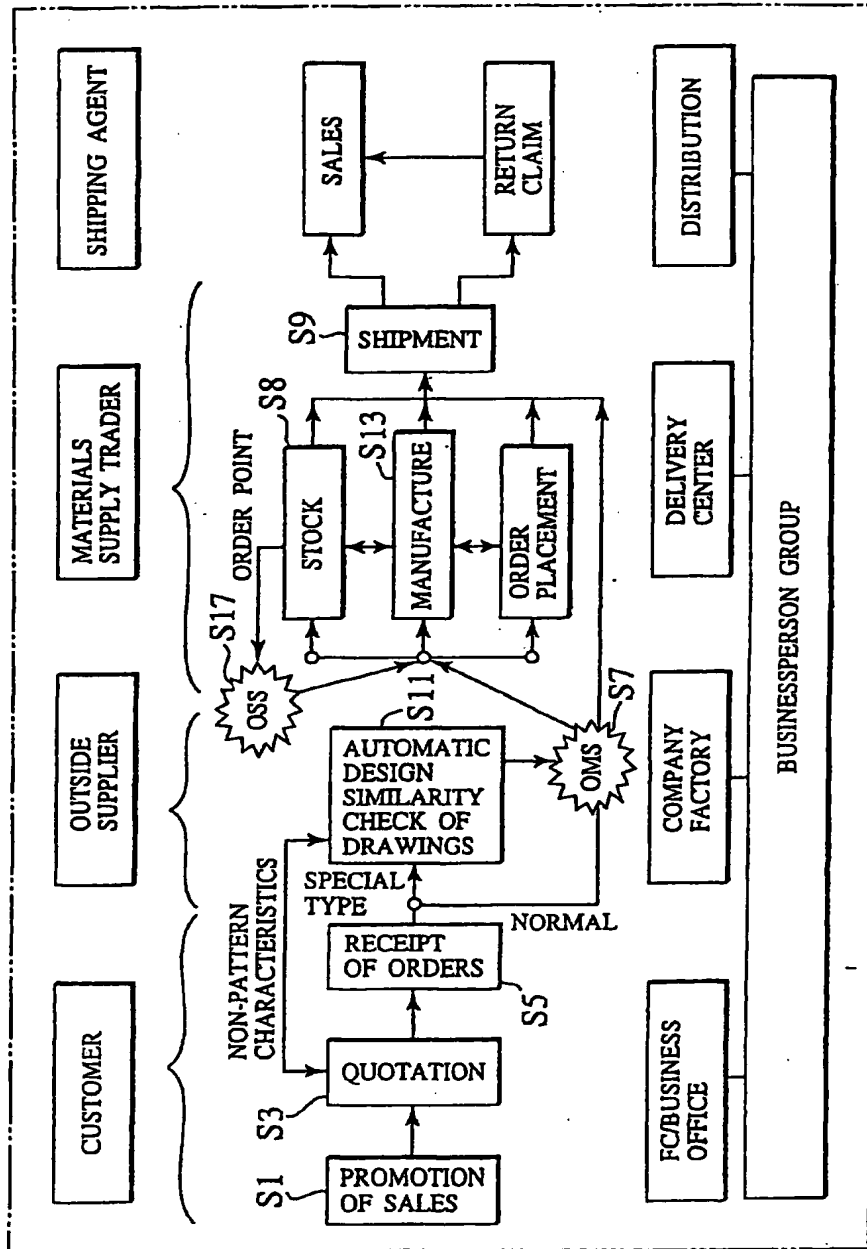 CUSTOMER
OUTSIDE
SUPPLIER
MATERIALS
SUPPLY TRADER
SHIPPING AGENT
NON-PATTERN
CHARACTERISTICS
S17
OSS
ORDER POINT
S1
PROMOTION
OF SALES
S3
QUOTATION
RECEIPT
OF ORDERS
S5
SPECIAL
TYPE
NORMAL
S11
AUTOMATIC
DESIGN
SIMILARITY
CHECK OF
DRAWINGS
OMS
S7
S8
STOCK
S13
MANUFACTURE
ORDER
PLACEMENT
S9
SHIPMENT
SALES
RETURN
CLAIM
FC/BUSINESS
OFFICE
COMPANY
FACTORY
DELIVERY
CENTER
DISTRIBUTION
BUSINESSPERSON GROUP